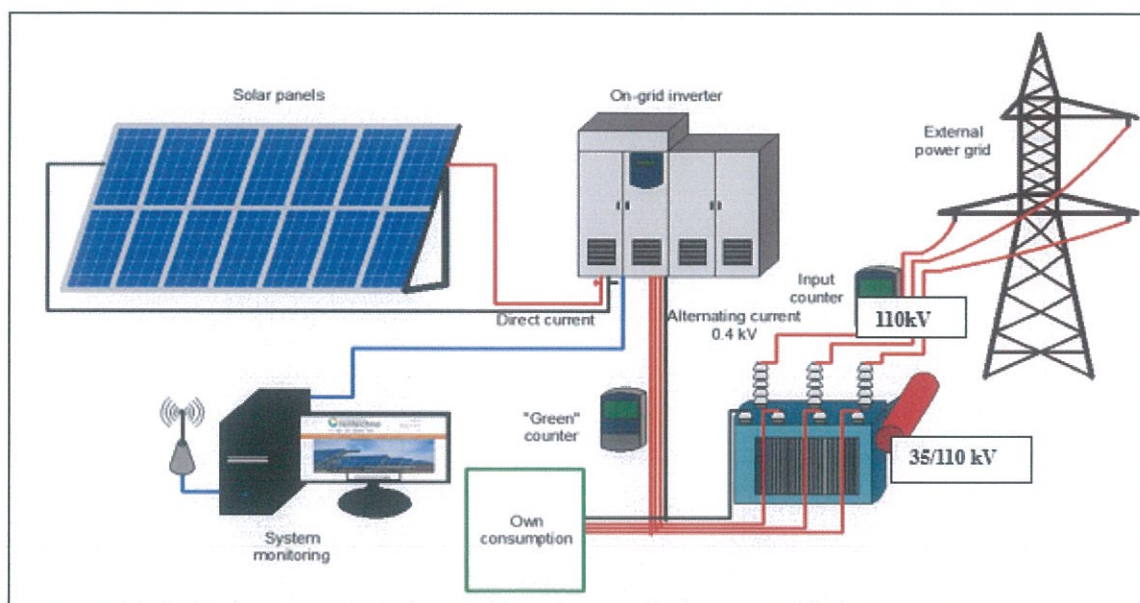 Solar panels
On-grid inverter
External
power grid
Input
counter
110kV
Direct current
Alternating current
0.4 kV
"Green"
counter
35/110 kV
Own
consumption
System
monitoring